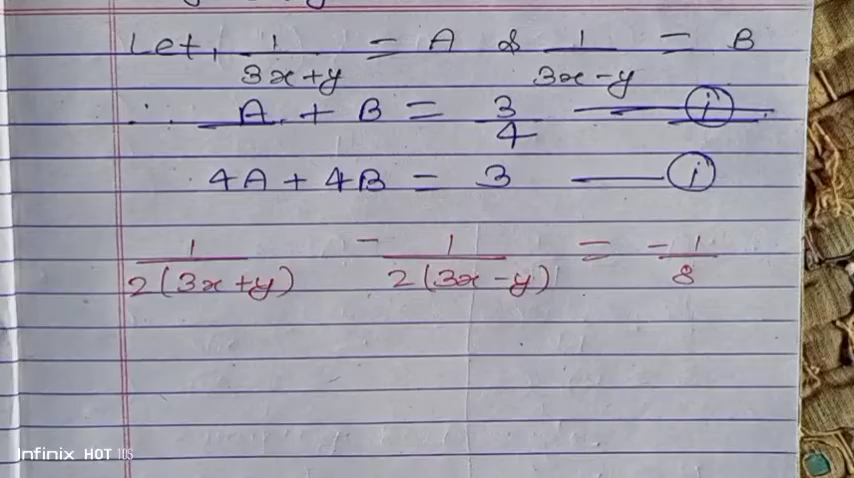 Let, 1/(3x+y) = A & 1/(3x-y) = B
∴ A + B = 3/4 — (i)
4A + 4B = 3 — (i)
1/2(3x+y) - 1/2(3x-y) = -1/8
Infinix HOT 10S